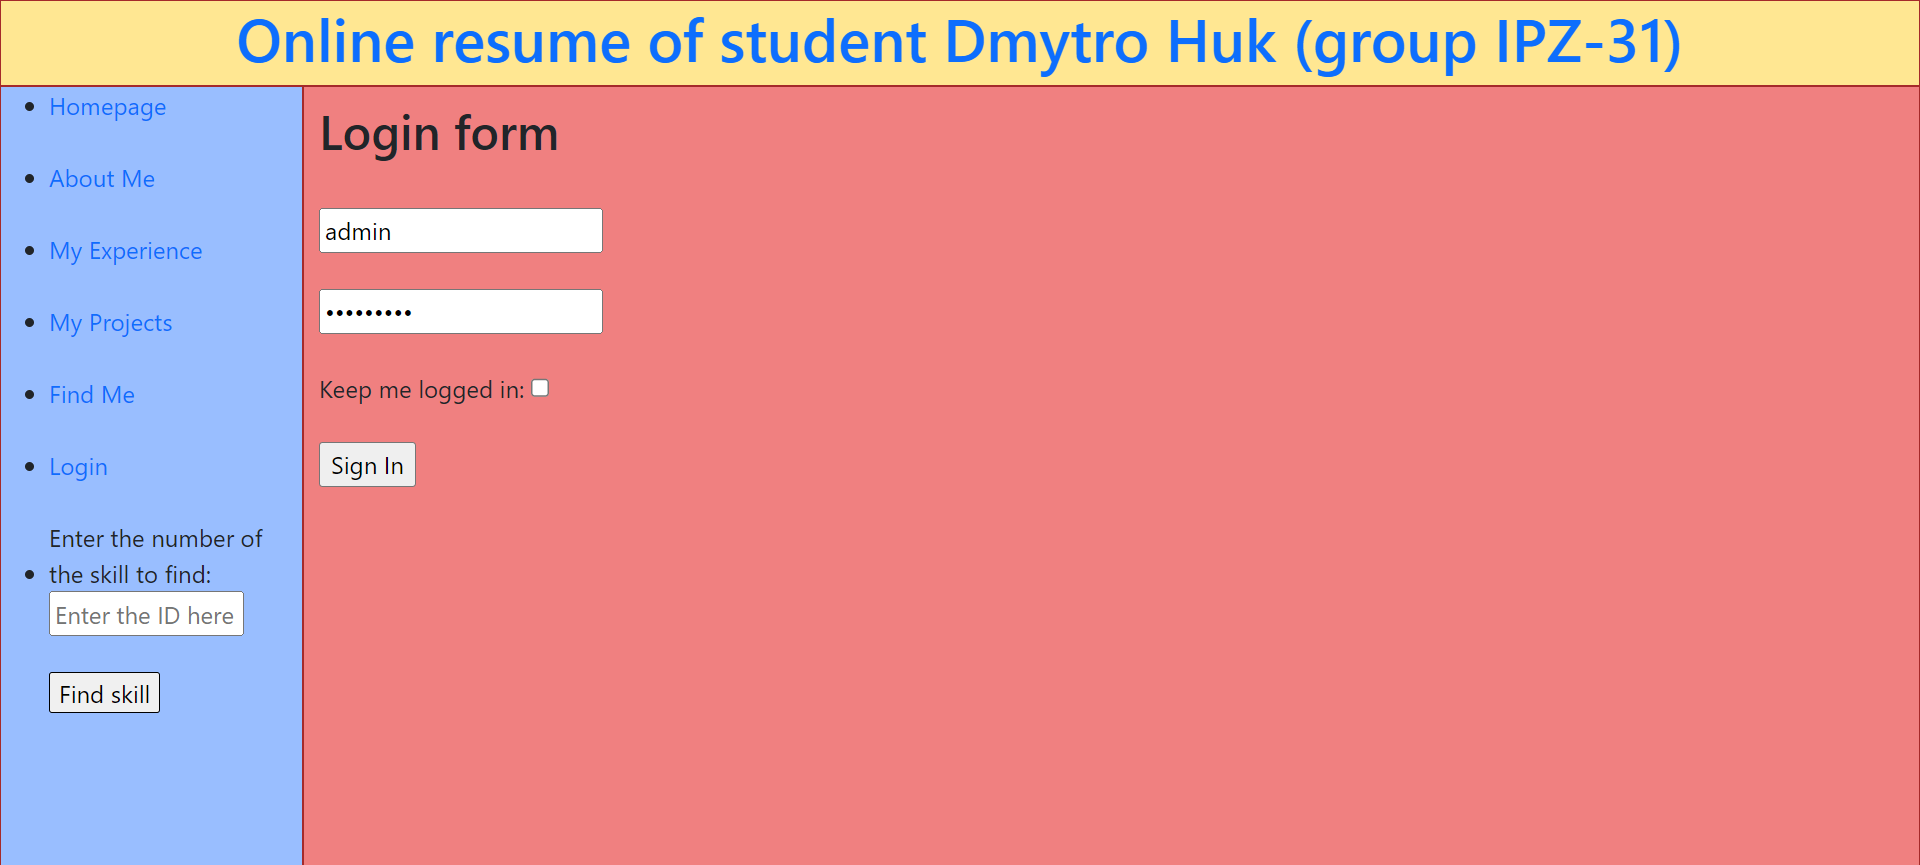 Online resume of student Dmytro Huk (group IPZ-31)
Homepage
About Me
My Experience
My Projects
Find Me
Login
Enter the number of
the skill to find:
Enter the ID here
Find skill
Login form
admin
•••••••••
Keep me logged in:
Sign In